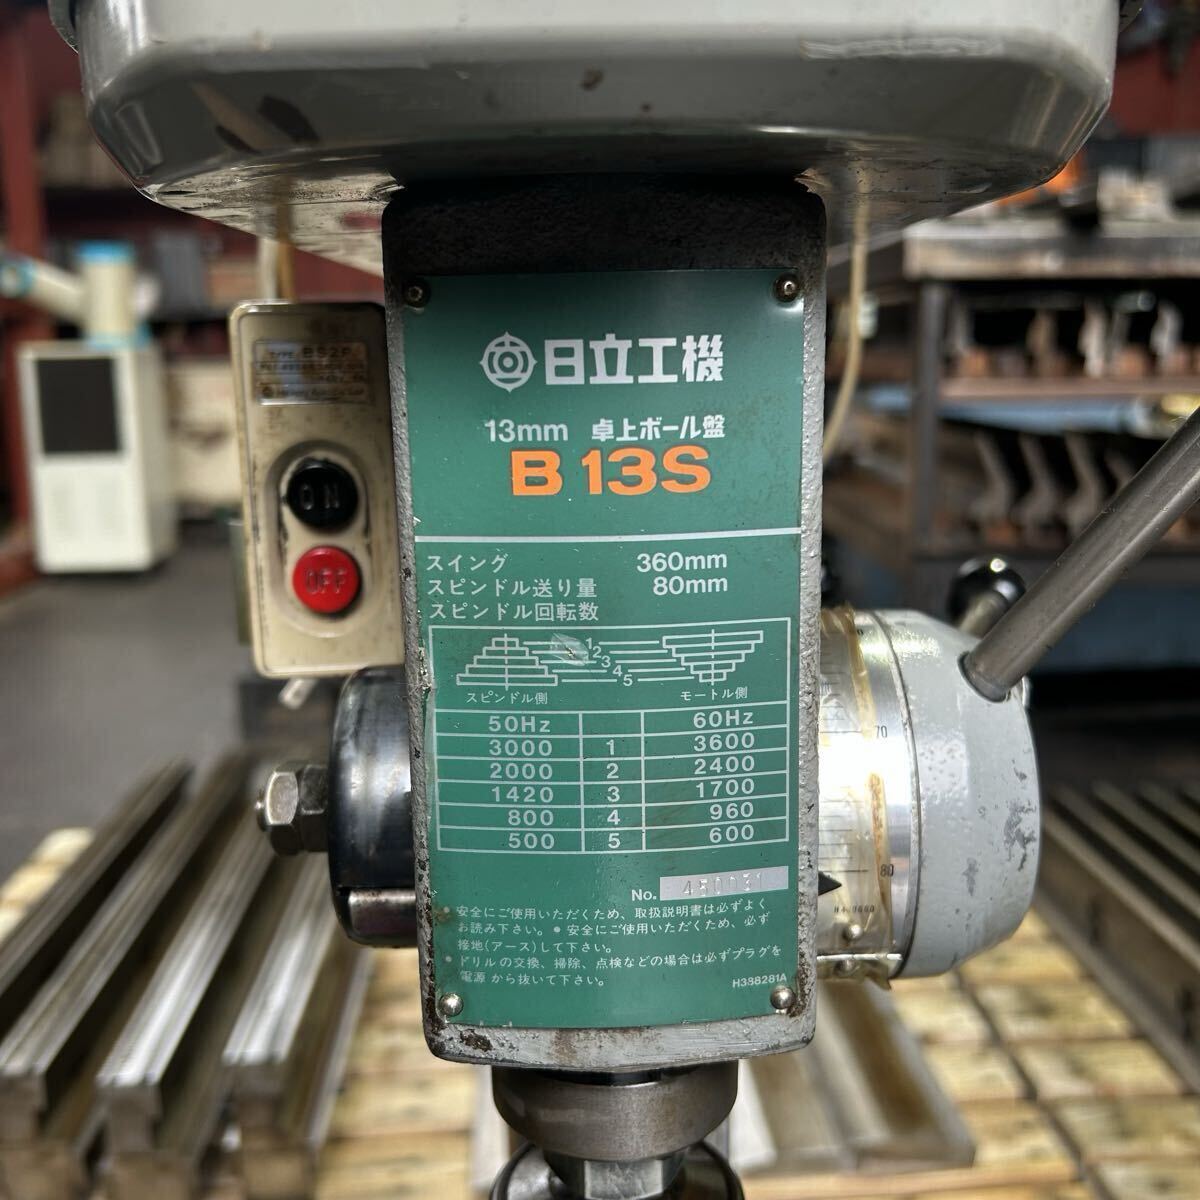 日立工機
13mm 卓上ボール盤
B 13S
スイング 360mm
スピンドル送り量 80mm
スピンドル回転数
1
2
3
4
5
スピンドル側 モートル側
50Hz 60Hz
3000 1 3600
2000 2 2400
1420 3 1700
800 4 960
500 5 600
No. 450031
• 安全にご使用いただくため、取扱説明書は必ずよく
お読み下さい。• 安全にご使用いただくため、必ず
接地(アース)して下さい。
• ドリルの交換、掃除、点検などの場合は必ずプラグを
電源から抜いて下さい。
H388281A
TYPE BS2P
ON
OFF
70
80